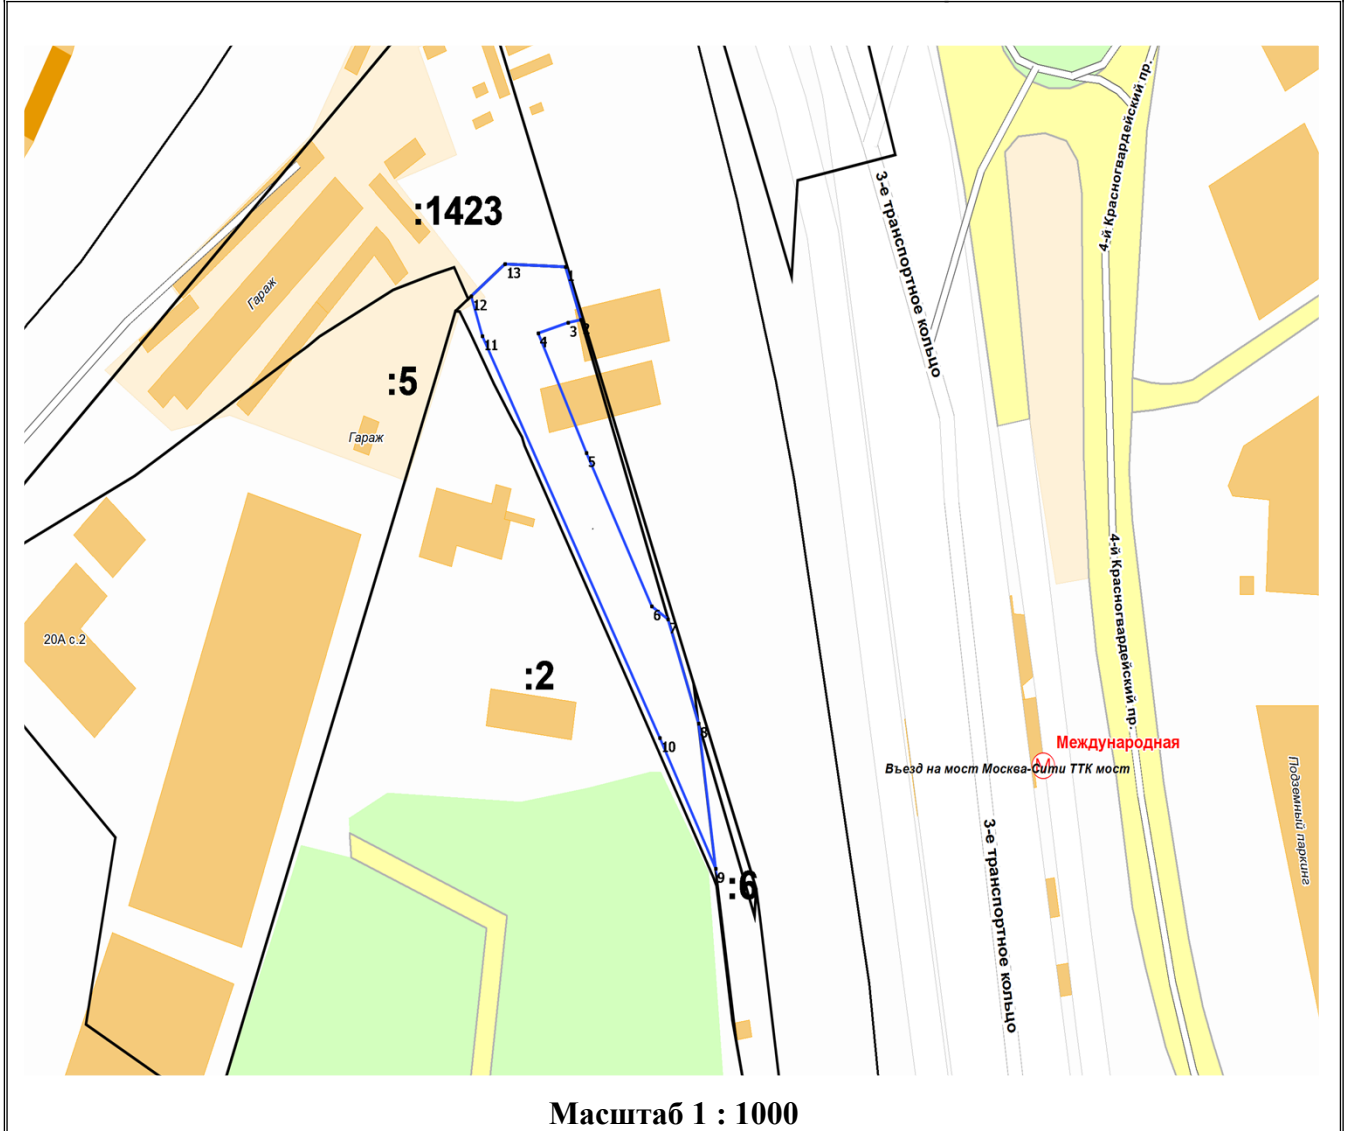 :1423
13
1
12
2
3
4
11
:5
Гараж
Гараж
5
6
7
20А с.2
:2
8
10
9
:6
3-е транспортное кольцо
4-й Красногвардейский пр.
4-й Красногвардейский пр.
Международная
М
Въезд на мост Москва-Сити ТТК мост
3-е транспортное кольцо
Подземный паркинг
Масштаб 1 : 1000